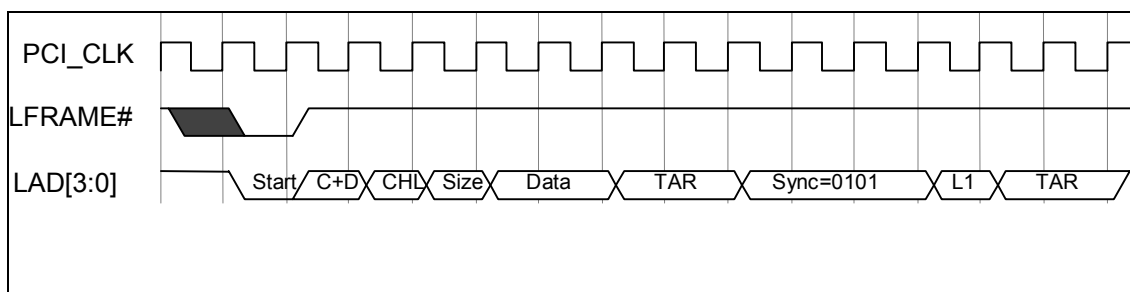 PCI_CLK
LFRAME#
LAD[3:0] Start C+D CHL Size Data TAR Sync=0101 L1 TAR